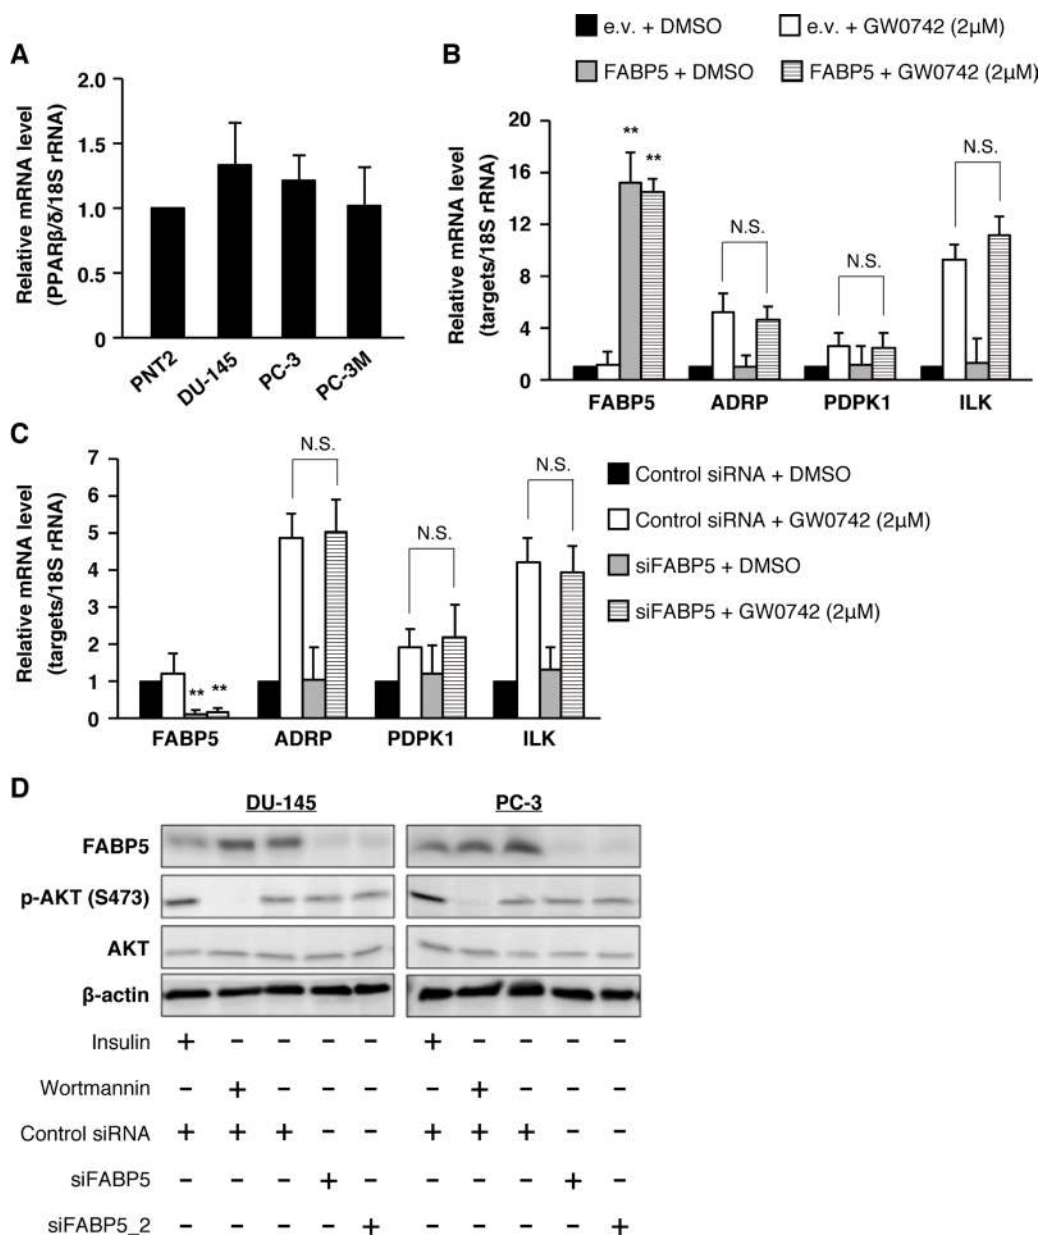 e.v. + DMSO
e.v. + GW0742 (2μM)
FABP5 + DMSO
FABP5 + GW0742 (2μM)
A
Relative mRNA level
(PPARβ/δ/18S rRNA)
2.0
1.5
1.0
0.5
0
PNT2
DU-145
PC-3
PC-3M
B
Relative mRNA level
(targets/18S rRNA)
20
16
12
8
4
0
**
**
N.S.
N.S.
N.S.
FABP5
ADRP
PDPK1
ILK
C
Relative mRNA level
(targets/18S rRNA)
7
6
5
4
3
2
1
0
**
**
N.S.
N.S.
N.S.
FABP5
ADRP
PDPK1
ILK
Control siRNA + DMSO
Control siRNA + GW0742 (2μM)
siFABP5 + DMSO
siFABP5 + GW0742 (2μM)
D
DU-145 PC-3
FABP5
p-AKT (S473)
AKT
β-actin
Insulin + − − − − + − − − −
Wortmannin − + − − − − + − − −
Control siRNA + + + − − + + + − −
siFABP5 − − − + − − − − + −
siFABP5_2 − − − − + − − − − +